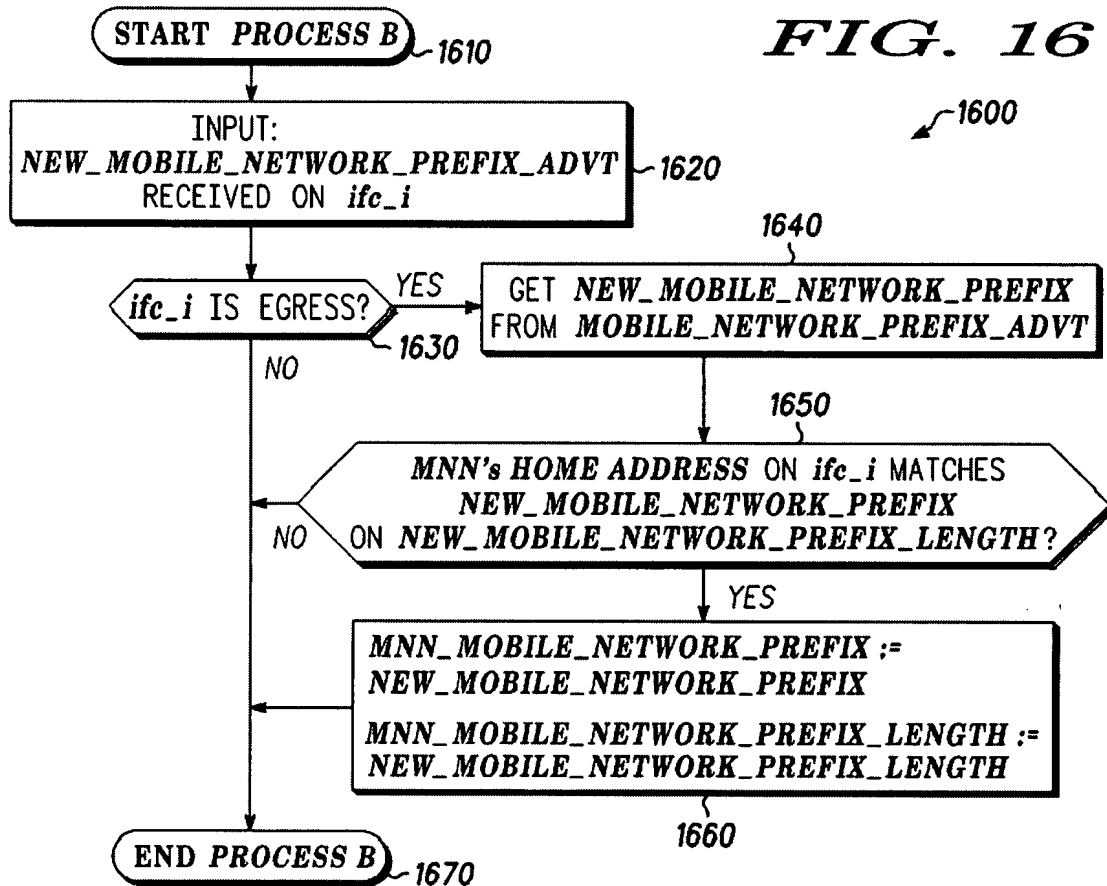 FIG. 16
START PROCESS B
1610
1600
INPUT:
NEW_MOBILE_NETWORK_PREFIX_ADVT
RECEIVED ON ifc_i
1620
ifc_i IS EGRESS?
1630
YES
NO
1640
GET NEW_MOBILE_NETWORK_PREFIX
FROM MOBILE_NETWORK_PREFIX_ADVT
1650
MNN's HOME ADDRESS ON ifc_i MATCHES
NEW_MOBILE_NETWORK_PREFIX
ON NEW_MOBILE_NETWORK_PREFIX_LENGTH?
NO
YES
MNN_MOBILE_NETWORK_PREFIX :=
NEW_MOBILE_NETWORK_PREFIX
MNN_MOBILE_NETWORK_PREFIX_LENGTH :=
NEW_MOBILE_NETWORK_PREFIX_LENGTH
1660
END PROCESS B
1670